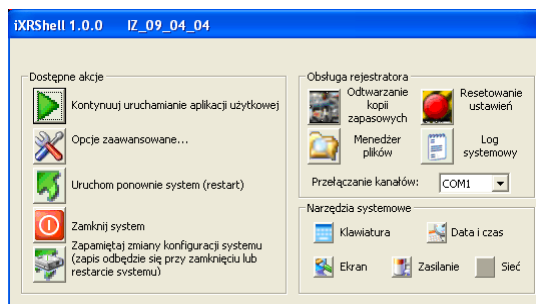 iXRShell 1.0.0 IZ_09_04_04
Dostępne akcje
Kontynuuj uruchamianie aplikacji użytkowej
Opcje zaawansowane...
Uruchom ponownie system (restart)
Zamknij system
Zapamiętaj zmiany konfiguracji systemu
(zapis odbędzie się przy zamknięciu lub
restarcie systemu)
Obsługa rejestratora
Odtwarzanie
kopii
zapasowych
Resetowanie
ustawień
Menedżer
plików
Log
systemowy
Przełączanie kanałów: COM1
Narzędzia systemowe
Klawiatura
Data i czas
Ekran
Zasilanie
Sieć